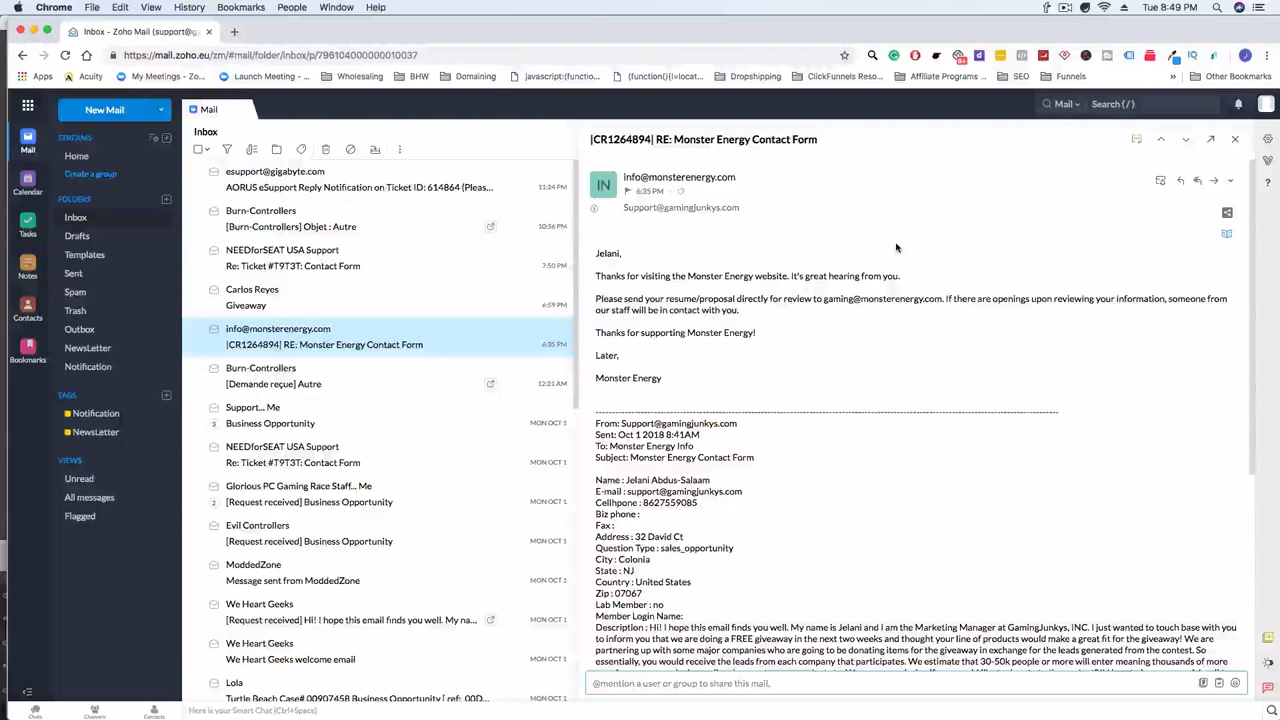 Chrome File Edit View History Bookmarks People Window Help
Tue 8:49 PM
Inbox - Zoho Mail (support@g
https://mail.zoho.eu/zm/#mail/folder/inbox/p/796104000000010037
Apps Acuity My Meetings - Zo... Launch Meeting - ... Wholesaling BHW Domaining javascript:(functio... (function(){=locat... Dropshipping ClickFunnels Reso... Affiliate Programs ... SEO Funnels » Other Bookmarks
New Mail
Mail
Mail
Search ( / )
STREAMS
Home
Create a group
FOLDERS
Inbox
Drafts
Templates
Sent
Spam
Trash
Outbox
NewsLetter
Notification
TAGS
Notification
NewsLetter
VIEWS
Unread
All messages
Flagged
Mail
Calendar
Tasks
Notes
Contacts
Bookmarks
Inbox
esupport@gigabyte.com
AORUS eSupport Reply Notification on Ticket ID: 614864 (Pleas... 11:24 PM
Burn-Controllers
[Burn-Controllers] Objet : Autre 10:56 PM
NEEDforSEAT USA Support
Re: Ticket #T9T3T: Contact Form 7:50 PM
Carlos Reyes
Giveaway 6:59 PM
info@monsterenergy.com
|CR1264894| RE: Monster Energy Contact Form 6:35 PM
Burn-Controllers
[Demande reçue] Autre 12:21 AM
Support... Me
3 Business Opportunity MON OCT 1
NEEDforSEAT USA Support
Re: Ticket #T9T3T: Contact Form MON OCT 1
Glorious PC Gaming Race Staff... Me
2 [Request received] Business Opportunity MON OCT 1
Evil Controllers
[Request received] Business Opportunity MON OCT 1
ModdedZone
Message sent from ModdedZone MON OCT 1
We Heart Geeks
[Request received] Hi! I hope this email finds you well. My na... MON OCT 1
We Heart Geeks
We Heart Geeks welcome email MON OCT 1
Lola
Turtle Beach Case# 00907458 Business Opportunity [ ref: 00D... MON OCT 1
|CR1264894| RE: Monster Energy Contact Form
IN
info@monsterenergy.com
6:35 PM
Support@gamingjunkys.com
Jelani,
Thanks for visiting the Monster Energy website. It's great hearing from you.
Please send your resume/proposal directly for review to gaming@monsterenergy.com. If there are openings upon reviewing your information, someone from
our staff will be in contact with you.
Thanks for supporting Monster Energy!
Later,
Monster Energy
From: Support@gamingjunkys.com
Sent: Oct 1 2018 8:41AM
To: Monster Energy Info
Subject: Monster Energy Contact Form
Name : Jelani Abdus-Salaam
E-mail : support@gamingjunkys.com
Cellhpone : 8627559085
Biz phone :
Fax :
Address : 32 David Ct
Question Type : sales_opportunity
City : Colonia
State : NJ
Country : United States
Zip : 07067
Lab Member : no
Member Login Name:
Description : Hi! I hope this email finds you well. My name is Jelani and I am the Marketing Manager at GamingJunkys, iNC. I just wanted to touch base with you
to inform you that we are doing a FREE giveaway in the next two weeks and thought your line of products would make a great fit for the giveaway! We are
partnering up with some major companies who are going to be donating items for the giveaway in exchange for the leads generated from the contest. So
essentially, you would receive the leads from each company that participates. We estimate that 30-50k people or more will enter meaning thousands of more
@mention a user or group to share this mail,
Chats Channels Contacts
Here is your Smart Chat (Ctrl+Space)